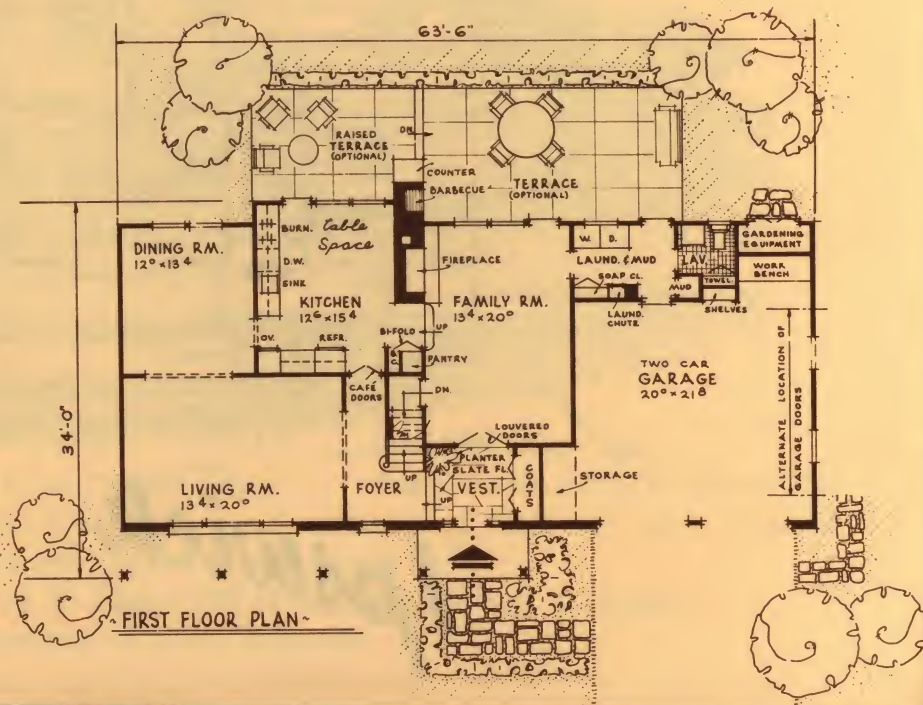 63'-6"
RAISED
TERRACE
(OPTIONAL)
DN.
COUNTER
BARBECUE
TERRACE
(OPTIONAL)
BURN.
Table
Space
DINING RM.
12⁰ x 13⁴
D.W.
SINK
FIREPLACE
W. D.
LAUND. & MUD
SOAP CL.
LAV.
TOWEL.
GARDENING
EQUIPMENT
WORK
BENCH
MUD
SHELVES
LAUND.
CHUTE
KITCHEN
12⁶ x 15⁴
FAMILY RM.
13⁴ x 20⁰
OV.
REFR.
BI-FOLD
UP
PANTRY
CAFÉ
DOORS
DN.
TWO CAR
GARAGE
20⁰ x 21⁸
ALTERNATE LOCATION OF
GARAGE DOORS
34'-0"
LOUVERED
DOORS
PLANTER
SLATE FL.
UP
VEST.
UP
COATS
STORAGE
LIVING RM.
13⁴ x 20⁰
FOYER
~FIRST FLOOR PLAN~